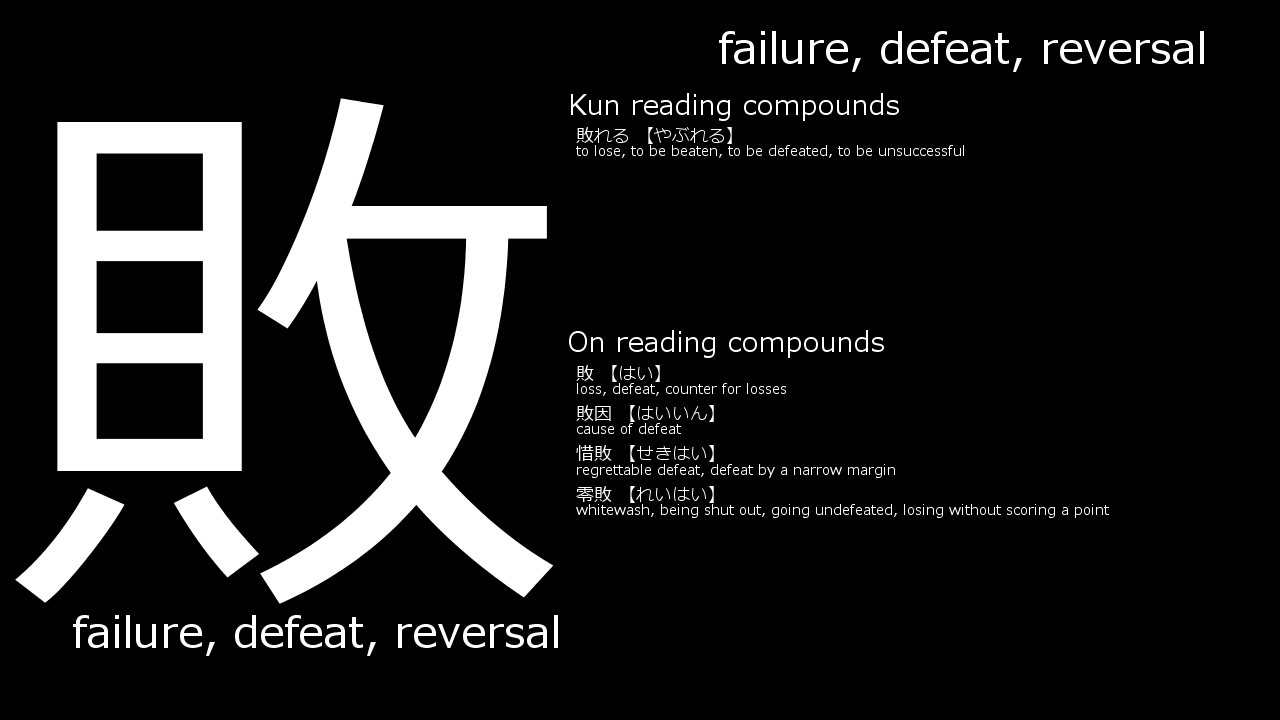 failure, defeat, reversal
敗
failure, defeat, reversal
Kun reading compounds
敗れる 【やぶれる】
to lose, to be beaten, to be defeated, to be unsuccessful
On reading compounds
敗 【はい】
loss, defeat, counter for losses
敗因 【はいいん】
cause of defeat
惜敗 【せきはい】
regrettable defeat, defeat by a narrow margin
零敗 【れいはい】
whitewash, being shut out, going undefeated, losing without scoring a point